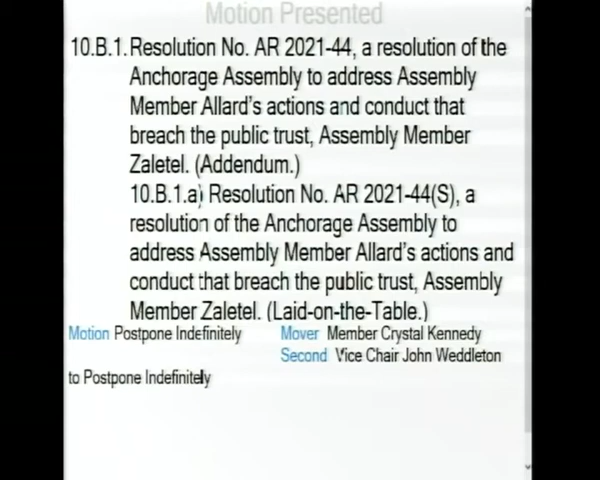 Motion Presented
10.B.1. Resolution No. AR 2021-44, a resolution of the
Anchorage Assembly to address Assembly
Member Allard's actions and conduct that
breach the public trust, Assembly Member
Zaletel. (Addendum.)
10.B.1.a) Resolution No. AR 2021-44(S), a
resolution of the Anchorage Assembly to
address Assembly Member Allard's actions and
conduct that breach the public trust, Assembly
Member Zaletel. (Laid-on-the-Table.)
Motion Postpone Indefinitely Mover Member Crystal Kennedy
Second Vice Chair John Weddleton
to Postpone Indefinitely